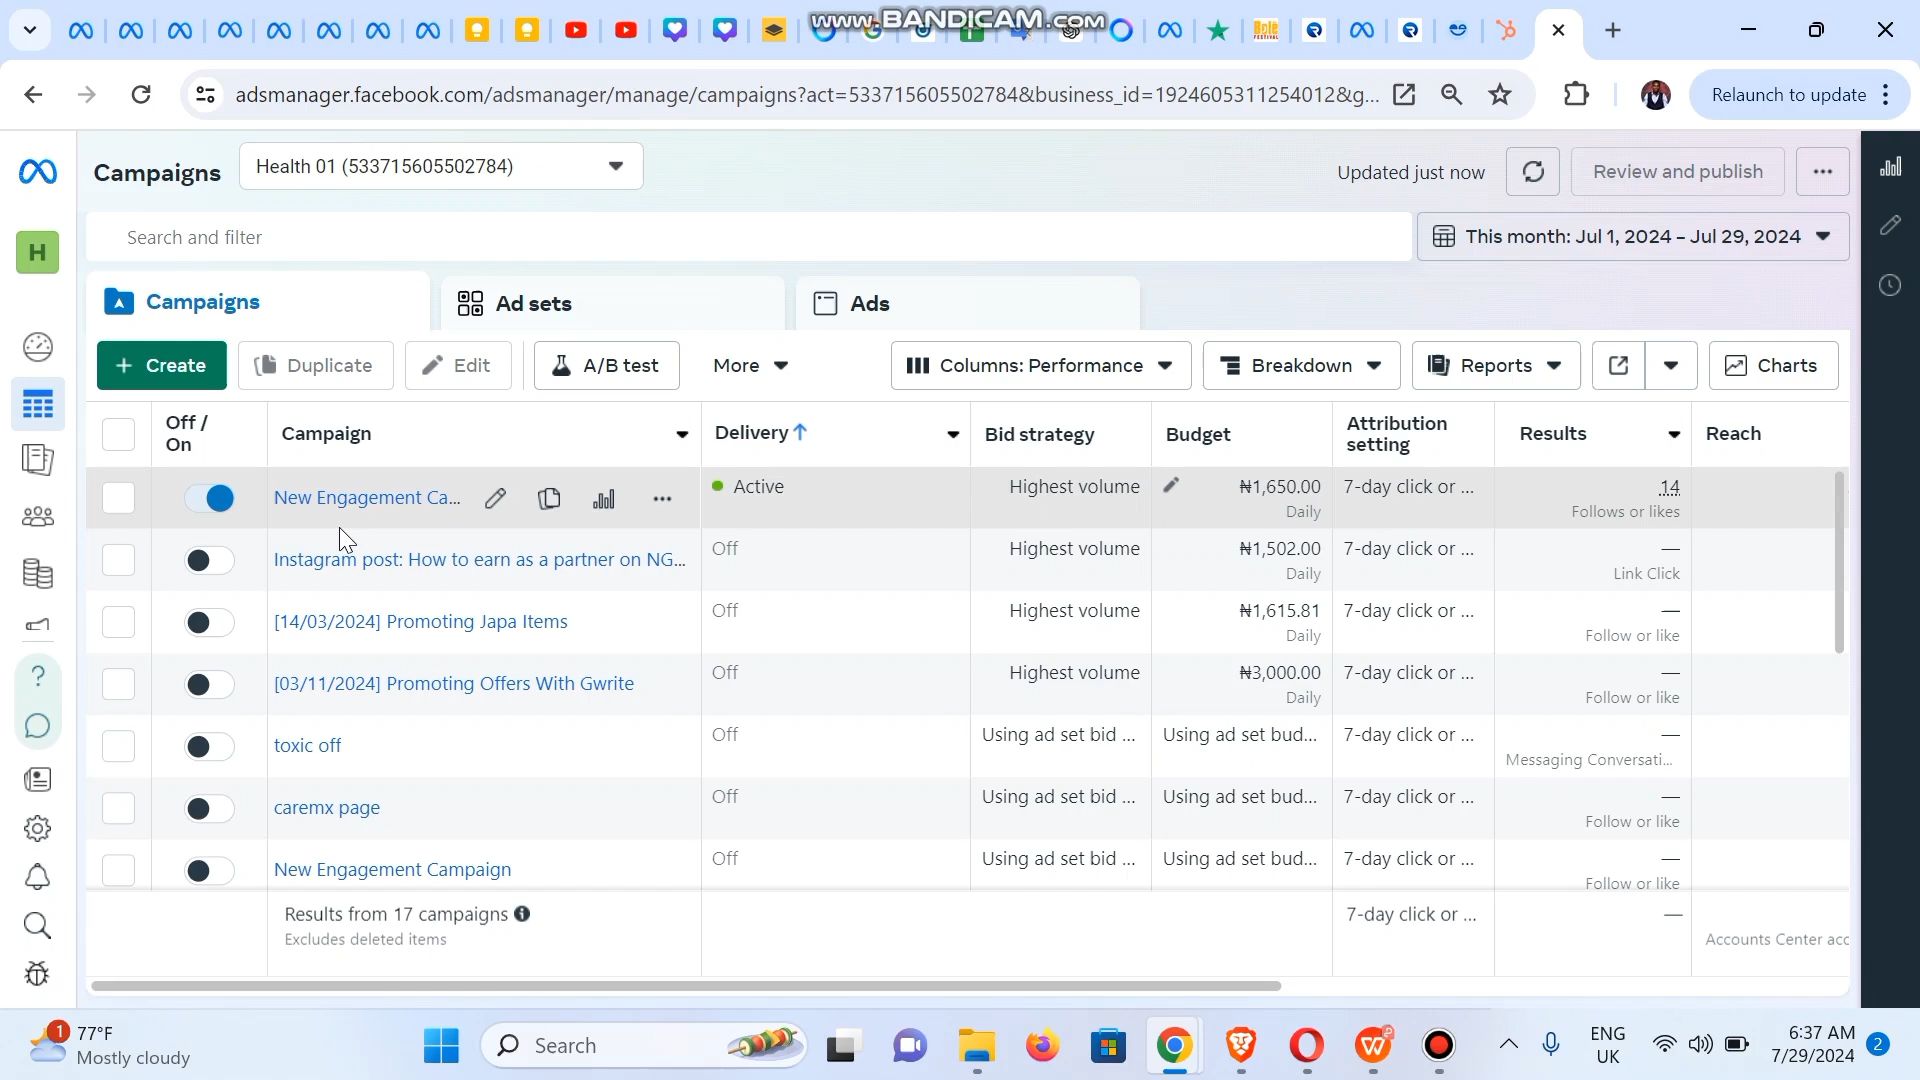 www.BANDICAM.com
adsmanager.facebook.com/adsmanager/manage/campaigns?act=533715605502784&business_id=1924605311254012&g...
Relaunch to update
Campaigns
Health 01 (533715605502784)
Updated just now
Review and publish
H
Search and filter
This month: Jul 1, 2024 – Jul 29, 2024
Campaigns
Ad sets
Ads
+ Create
Duplicate
Edit
A/B test
More
Columns: Performance
Breakdown
Reports
Charts
Off / On
Campaign
Delivery↑
Bid strategy
Budget
Attribution setting
Results
Reach
New Engagement Ca...
Active
Highest volume
₦1,650.00
Daily
7-day click or ...
14
Follows or likes
Instagram post: How to earn as a partner on NG...
Off
Highest volume
₦1,502.00
Daily
7-day click or ...
—
Link Click
[14/03/2024] Promoting Japa Items
Off
Highest volume
₦1,615.81
Daily
7-day click or ...
—
Follow or like
[03/11/2024] Promoting Offers With Gwrite
Off
Highest volume
₦3,000.00
Daily
7-day click or ...
—
Follow or like
toxic off
Off
Using ad set bid ...
Using ad set bud...
7-day click or ...
—
Messaging Conversati...
caremx page
Off
Using ad set bid ...
Using ad set bud...
7-day click or ...
—
Follow or like
New Engagement Campaign
Off
Using ad set bid ...
Using ad set bud...
7-day click or ...
—
Follow or like
Results from 17 campaigns
Excludes deleted items
7-day click or ...
—
Accounts Center acc
1
77°F
Mostly cloudy
Search
ENG
UK
6:37 AM
7/29/2024
2